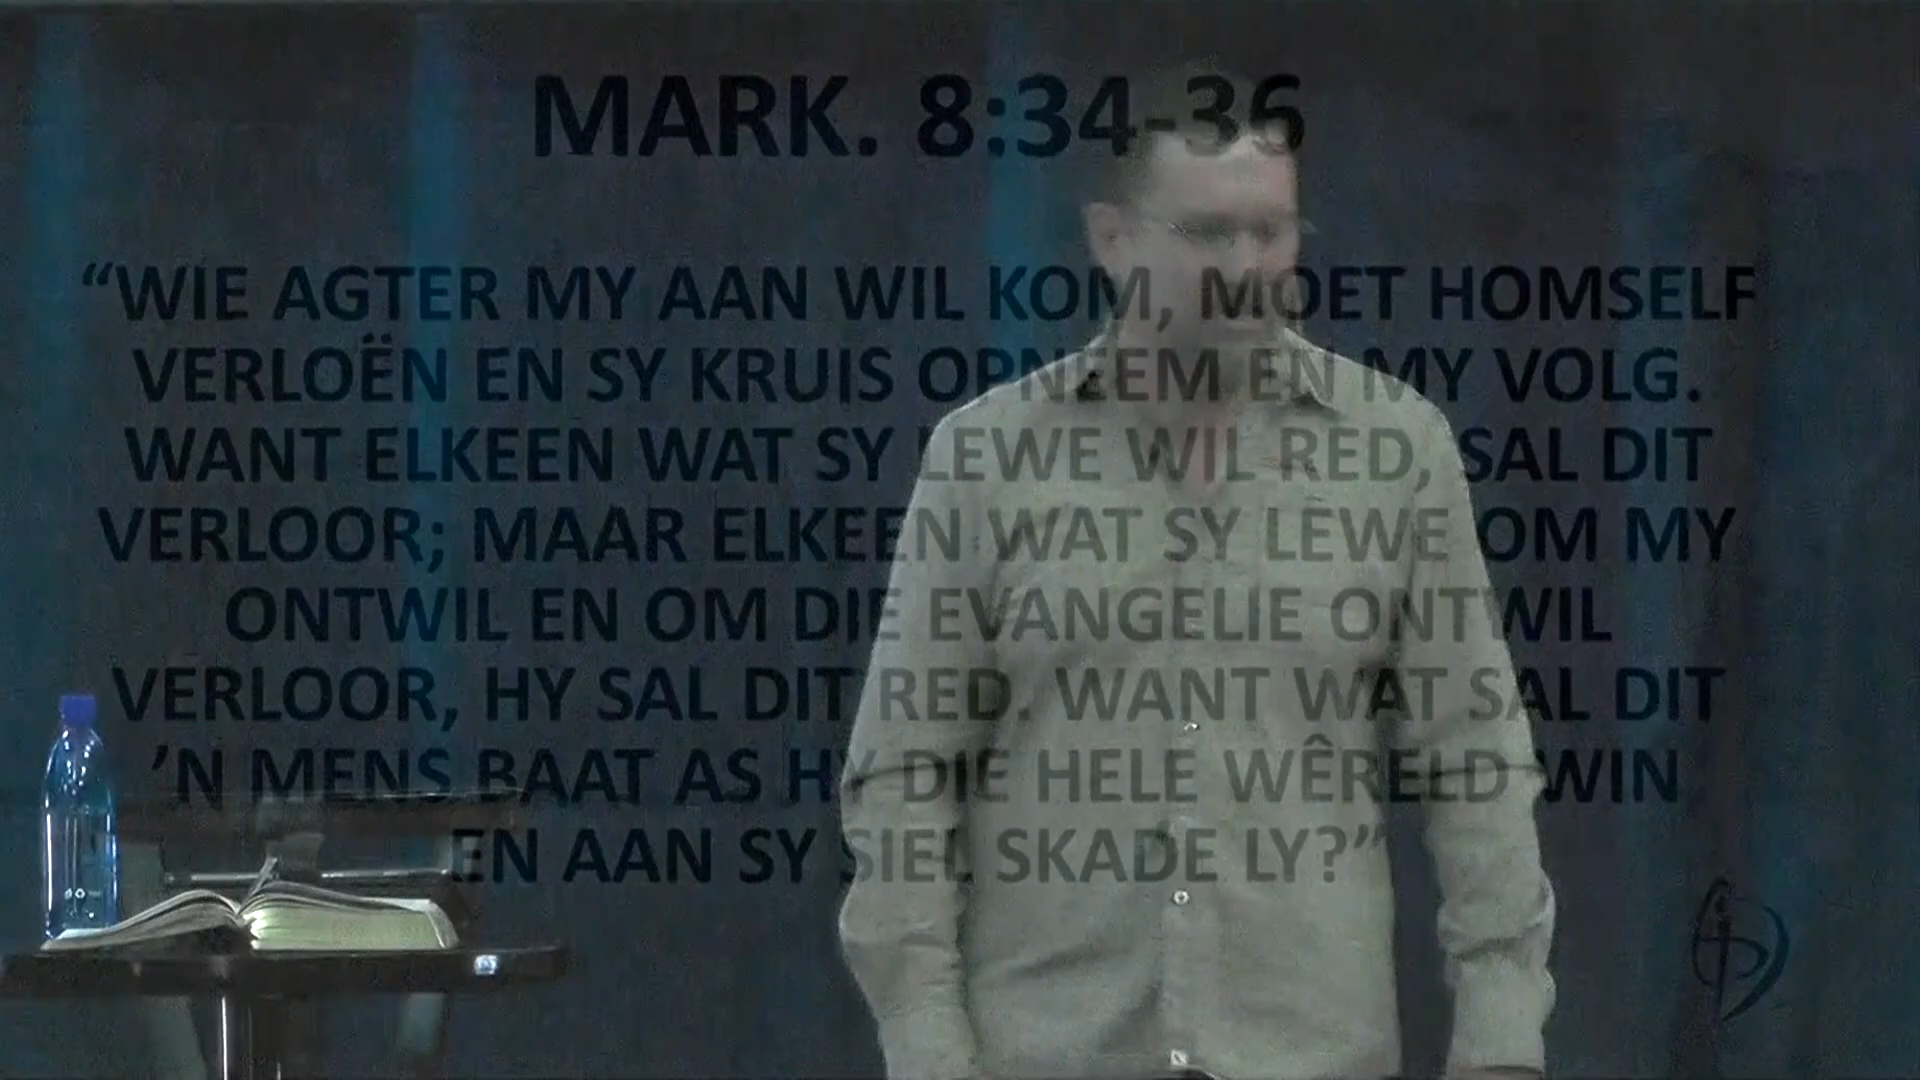 MARK. 8:34-36
“WIE AGTER MY AAN WIL KOM, MOET HOMSELF
VERLOËN EN SY KRUIS OPNEEM EN MY VOLG.
WANT ELKEEN WAT SY LEWE WIL RED, SAL DIT
VERLOOR; MAAR ELKEEN WAT SY LEWE OM MY
ONTWIL EN OM DIE EVANGELIE ONTWIL
VERLOOR, HY SAL DIT RED. WANT WAT SAL DIT
’N MENS BAAT AS HY DIE HELE WÊRELD WIN
EN AAN SY SIEL SKADE LY?”